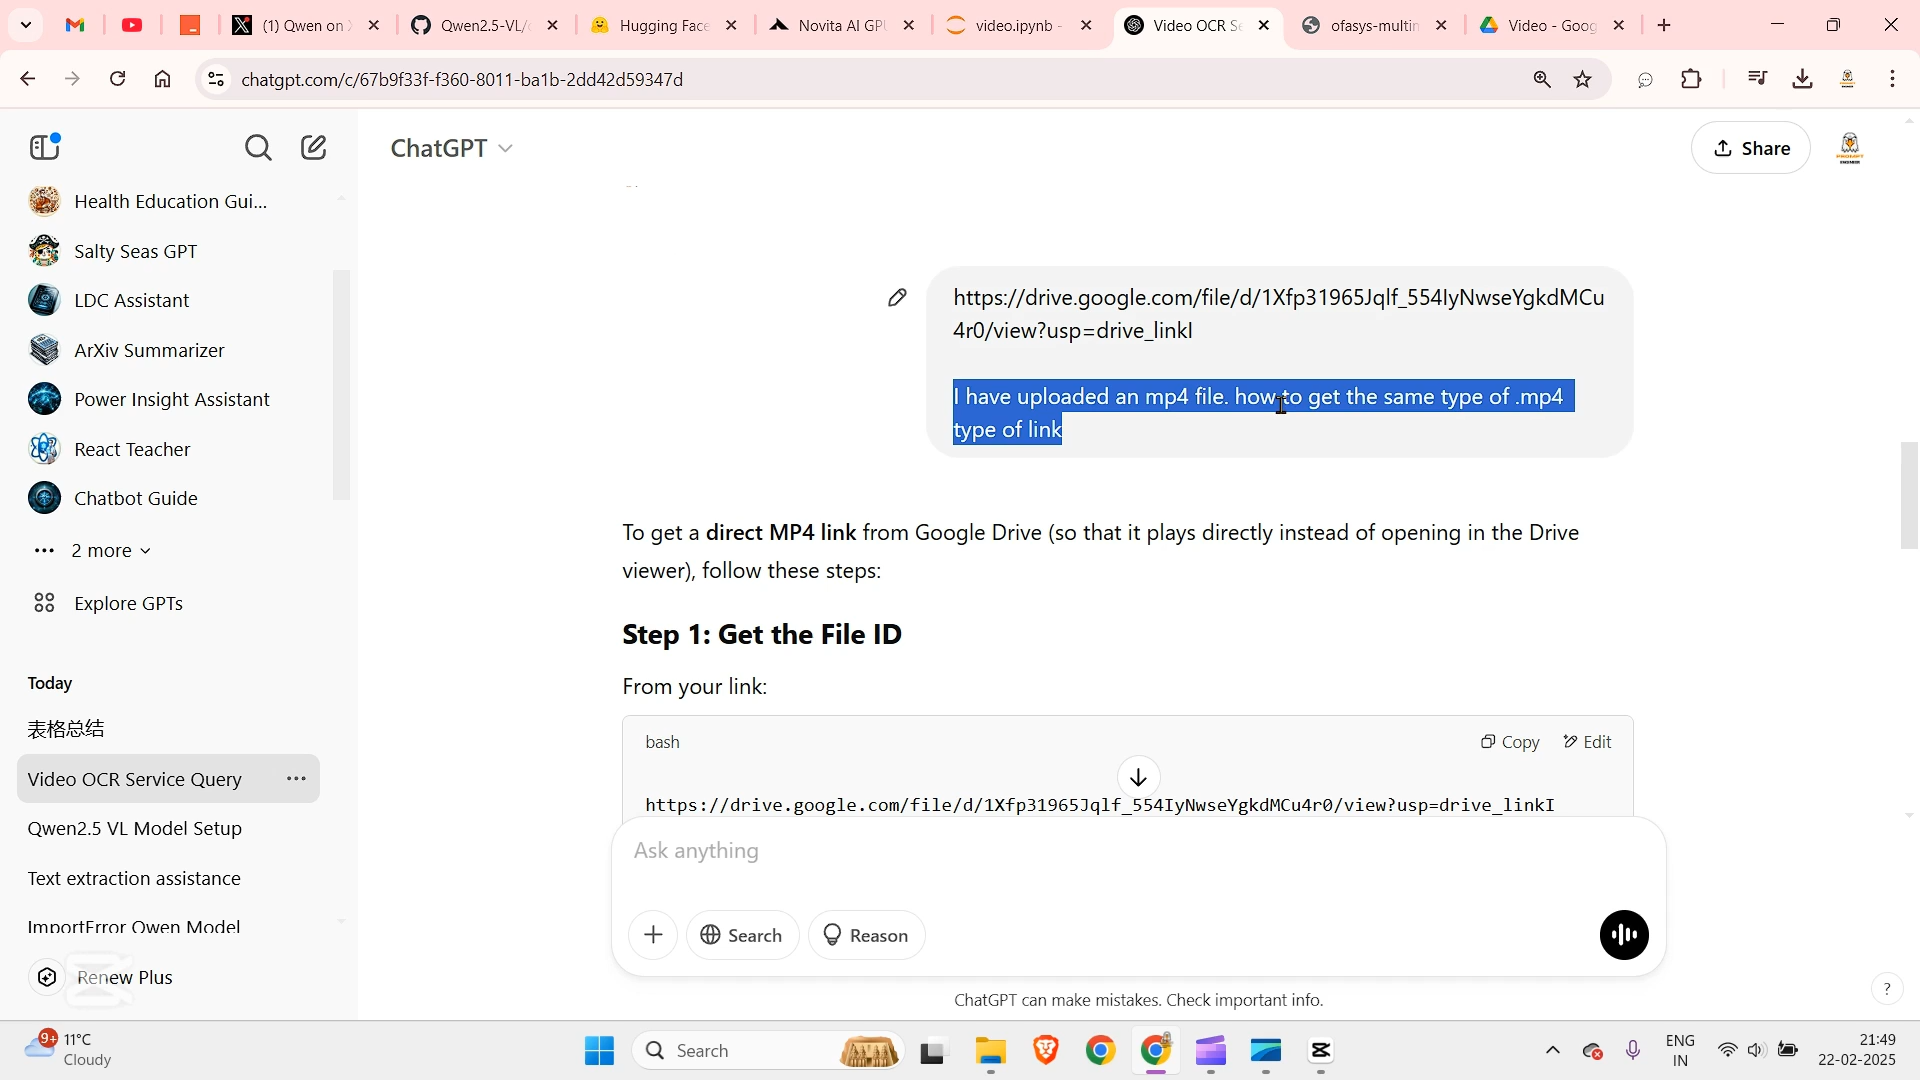 (1) Qwen on
Qwen2.5-VL/c
Hugging Face
Novita AI GPU
video.ipynb -
Video OCR Se
ofasys-multin
Video - Goog
chatgpt.com/c/67b9f33f-f360-8011-ba1b-2dd42d59347d
ChatGPT
Share
Health Education Gui...
Salty Seas GPT
LDC Assistant
ArXiv Summarizer
Power Insight Assistant
React Teacher
Chatbot Guide
2 more
Explore GPTs
Today
表格总结
Video OCR Service Query
Qwen2.5 VL Model Setup
Text extraction assistance
ImportError Qwen Model
Renew Plus
https://drive.google.com/file/d/1Xfp31965Jqlf_554IyNwseYgkdMCu
4r0/view?usp=drive_linkI
I have uploaded an mp4 file. how to get the same type of .mp4
type of link
To get a direct MP4 link from Google Drive (so that it plays directly instead of opening in the Drive
viewer), follow these steps:
Step 1: Get the File ID
From your link:
bash
Copy
Edit
https://drive.google.com/file/d/1Xfp31965Jqlf_554IyNwseYgkdMCu4r0/view?usp=drive_linkI
Ask anything
Search
Reason
ChatGPT can make mistakes. Check important info.
?
9+
11°C
Cloudy
Search
ENG
IN
21:49
22-02-2025